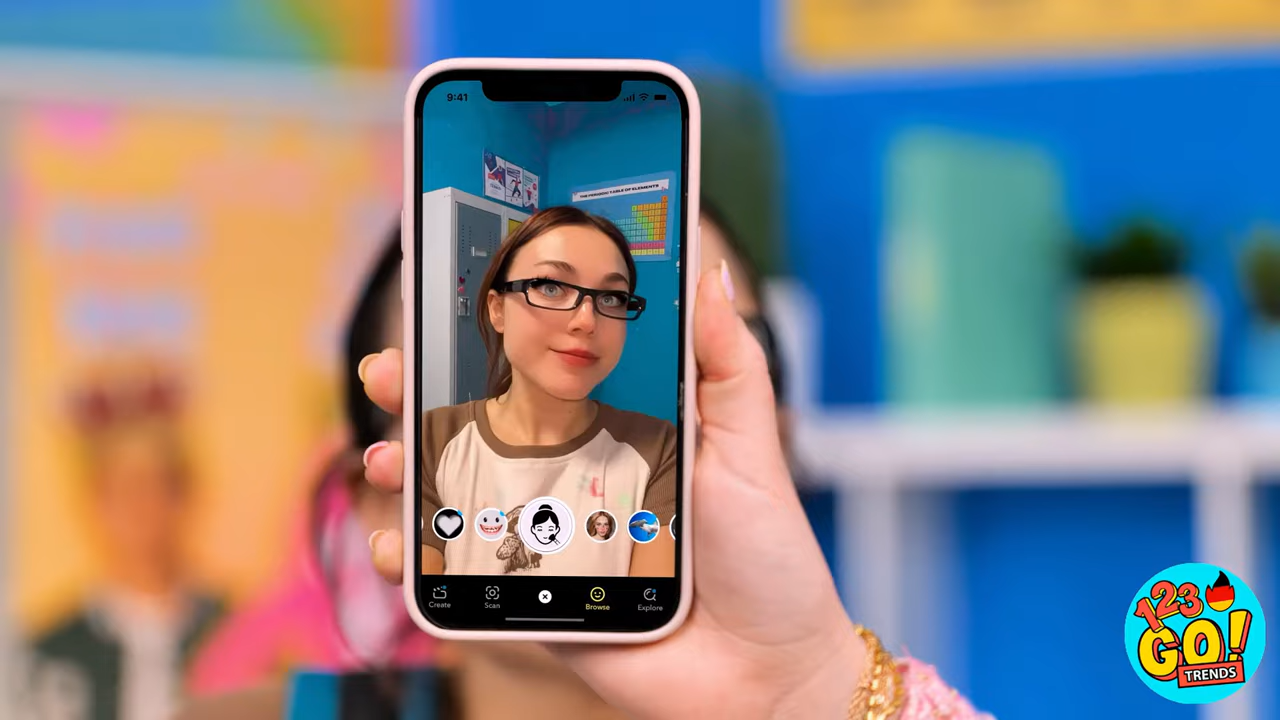 9:41
THE PERIODIC TABLE OF ELEMENTS
Create
Scan
Browse
Explore
123
GO!
TRENDS